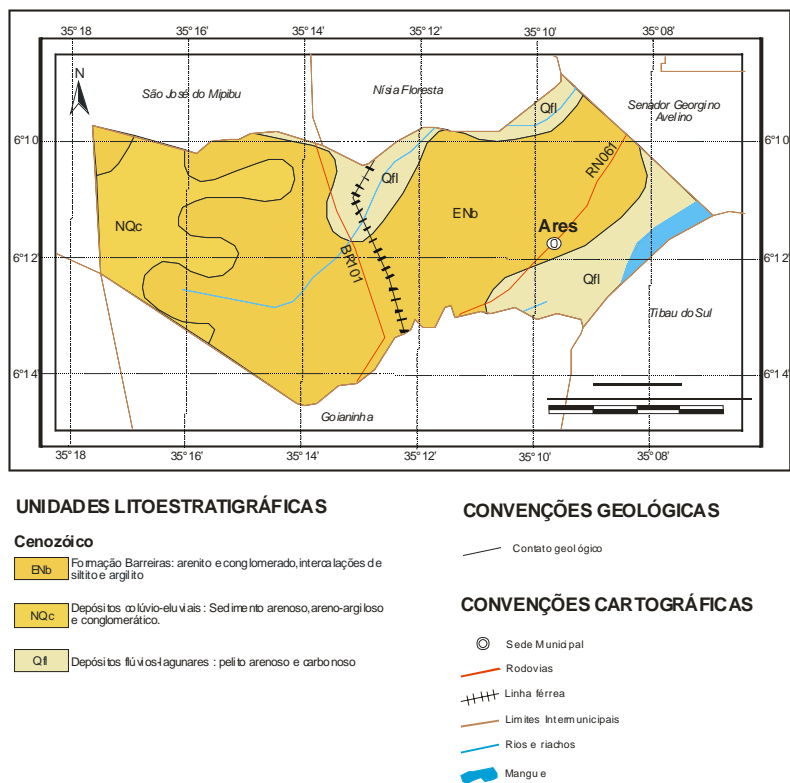 35° 18'
35° 16'
35° 14'
35° 12'
35° 10'
35° 08'
N
São José do Mipibu
Nísia Floresta
Senador Georgino
Avelino
6°10'
6°10'
Qfl
Qfl
RN061
ENb
NQc
Ares
BR101
6°12'
6°12'
Qfl
Tibau do Sul
6°14'
6°14'
Goianinha
35° 18'
35° 16'
35° 14'
35° 12'
35° 10'
35° 08'
UNIDADES LITOESTRATIGRÁFICAS
Cenozóico
ENb Formação Barreiras: arenito e conglomerado, intercalações de
siltito e argilito
NQc Depósitos colúvio-eluviais : Sedimento arenoso, areno-argiloso
e conglomerático.
Qfl Depósitos flúvios-lagunares : pelito arenoso e carbonoso
CONVENÇÕES GEOLÓGICAS
Contato geológico
CONVENÇÕES CARTOGRÁFICAS
Sede Municipal
Rodovias
Linha férrea
Limites Intermunicipais
Rios e riachos
Mangue